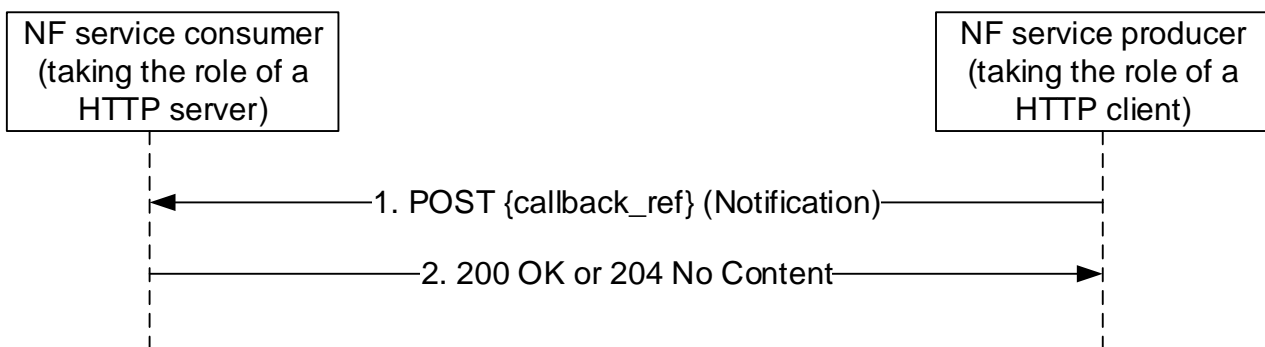 NF service consumer
(taking the role of a
HTTP server)
NF service producer
(taking the role of a
HTTP client)
1. POST {callback_ref} (Notification)
2. 200 OK or 204 No Content